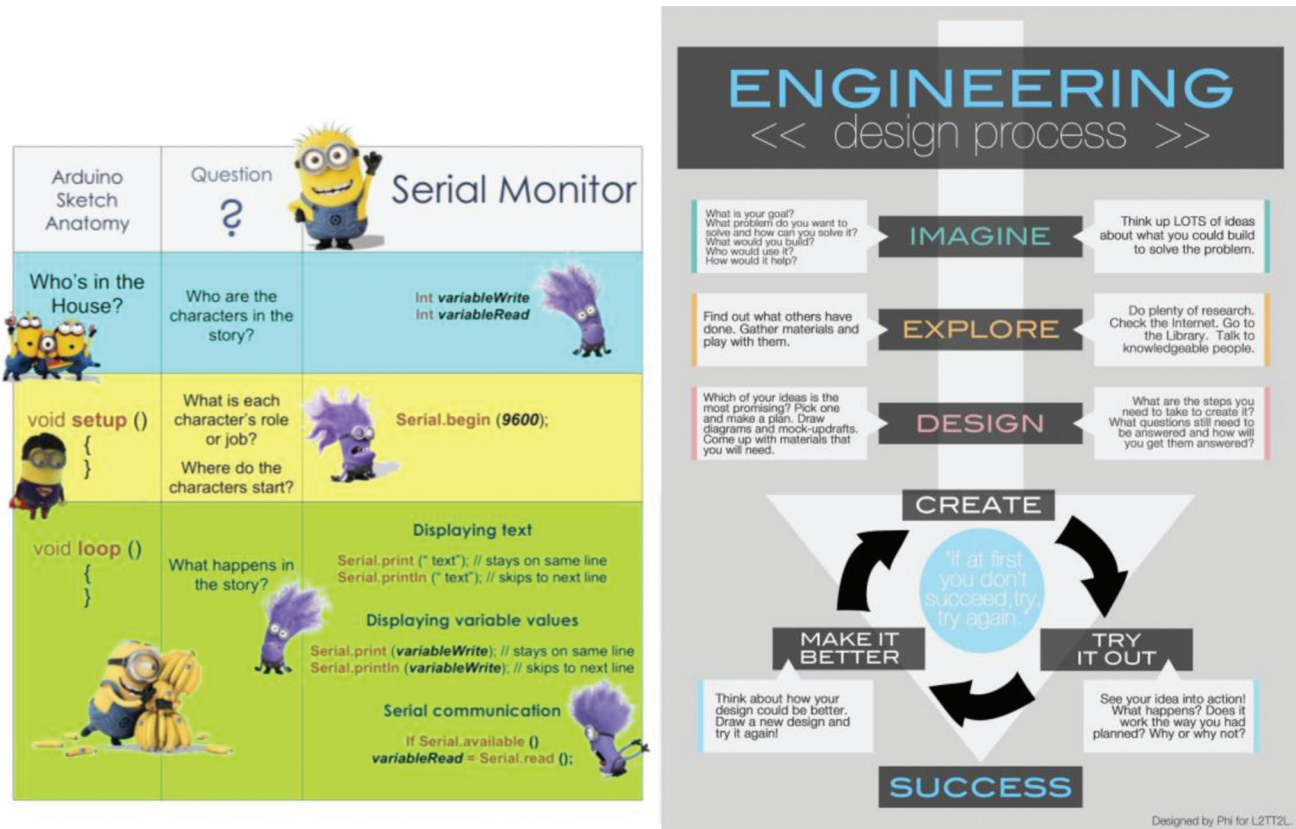 Arduino
Sketch
Anatomy
Question
?
Serial Monitor
Who's in the
House?
Who are the
characters in the
story?
Int variableWrite
Int variableRead
void setup ()
{
}
What is each
character's role
or job?
Where do the
characters start?
Serial.begin (9600);
void loop ()
{
}
What happens in
the story?
Displaying text
Serial.print (“ text”); // stays on same line
Serial.println (“ text”); // skips to next line
Displaying variable values
Serial.print (variableWrite); // stays on same line
Serial.println (variableWrite); // skips to next line
Serial communication
If Serial.available ()
variableRead = Serial.read ();
ENGINEERING
<< design process >>
What is your goal?
What problem do you want to
solve and how can you solve it?
What would you build?
Who would use it?
How would it help?
IMAGINE
Think up LOTS of ideas
about what you could build
to solve the problem.
Find out what others have
done. Gather materials and
play with them.
EXPLORE
Do plenty of research.
Check the Internet. Go to
the Library. Talk to
knowledgeable people.
Which of your ideas is the
most promising? Pick one
and make a plan. Draw
diagrams and mock-updrafts.
Come up with materials that
you will need.
DESIGN
What are the steps you
need to take to create it?
What questions still need to
be answered and how will
you get them answered?
CREATE
"if at first
you don't
succeed,try,
try again."
MAKE IT
BETTER
TRY
IT OUT
Think about how your
design could be better.
Draw a new design and
try it again!
See your idea into action!
What happens? Does it
work the way you had
planned? Why or why not?
SUCCESS
Designed by Phi for L2TT2L.